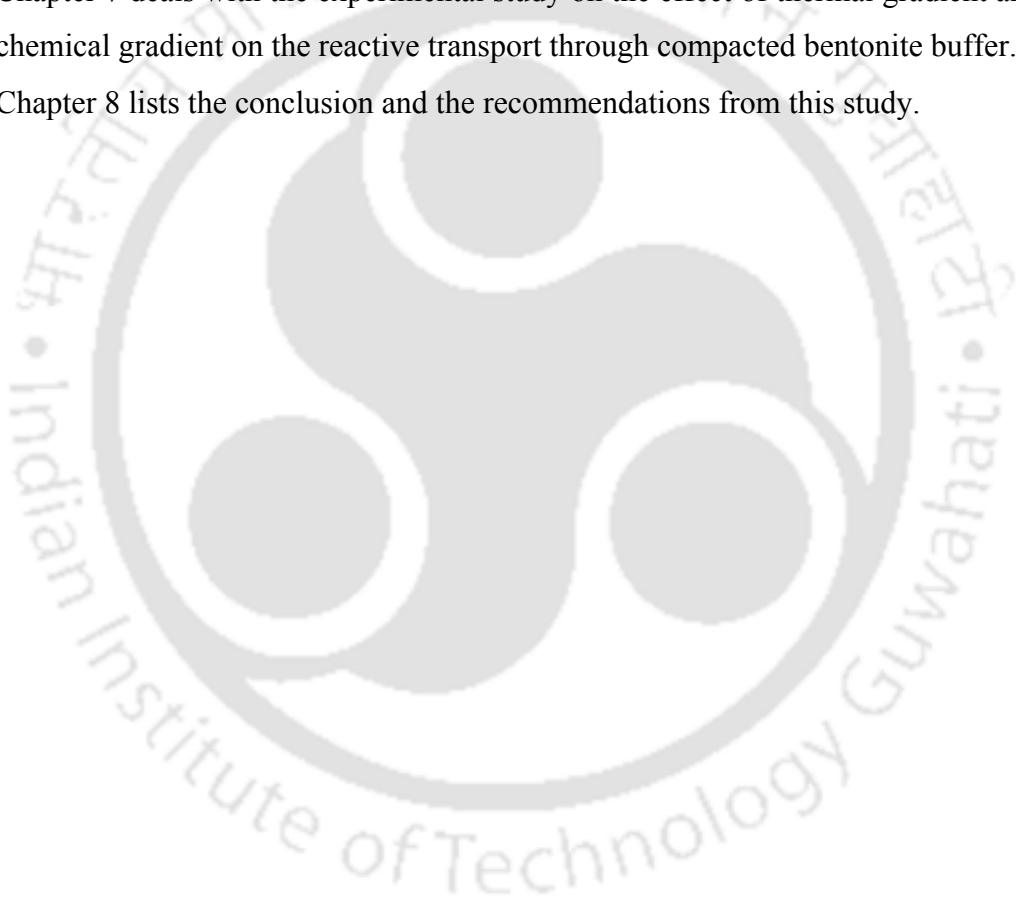 Chapter 7 deals with the experimental study on the effect of thermal gradient
chemical gradient on the reactive transport through compacted bentonite buffer.
Chapter 8 lists the conclusion and the recommendations from this study.
गुवाहाटी
Indian Institute of Technology Guwahati